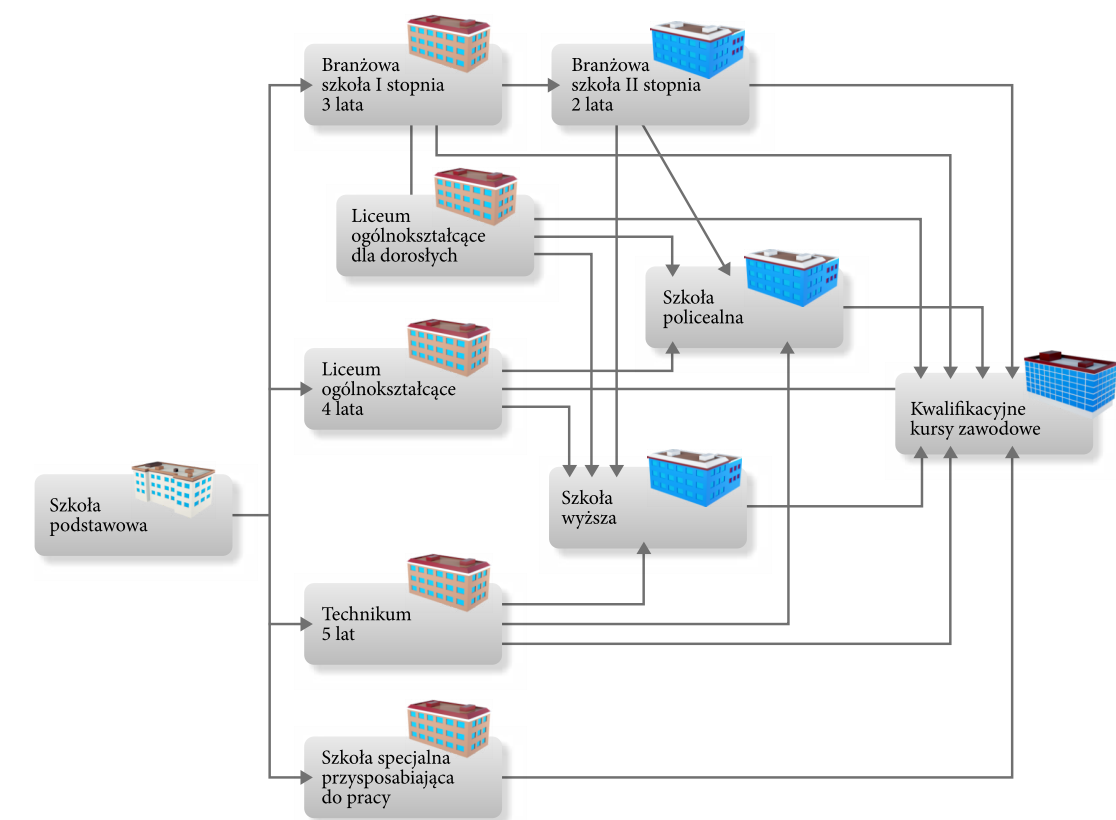 Branżowa
szkoła I stopnia
3 lata
Branżowa
szkoła II stopnia
2 lata
Liceum
ogólnokształcące
dla dorosłych
Szkoła
policealna
Liceum
ogólnokształcące
4 lata
Kwalifikacyjne
kursy zawodowe
Szkoła
podstawowa
Szkoła
wyższa
Technikum
5 lat
Szkoła specjalna
przysposabiająca
do pracy